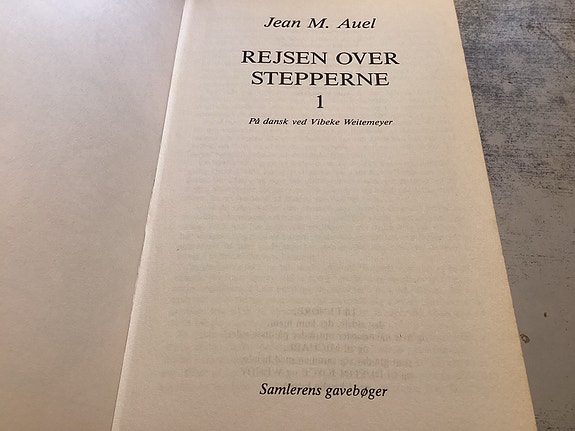 Jean M. Auel
REJSEN OVER
STEPPERNE
1
På dansk ved Vibeke Weitemeyer
Samlerens gavebøger